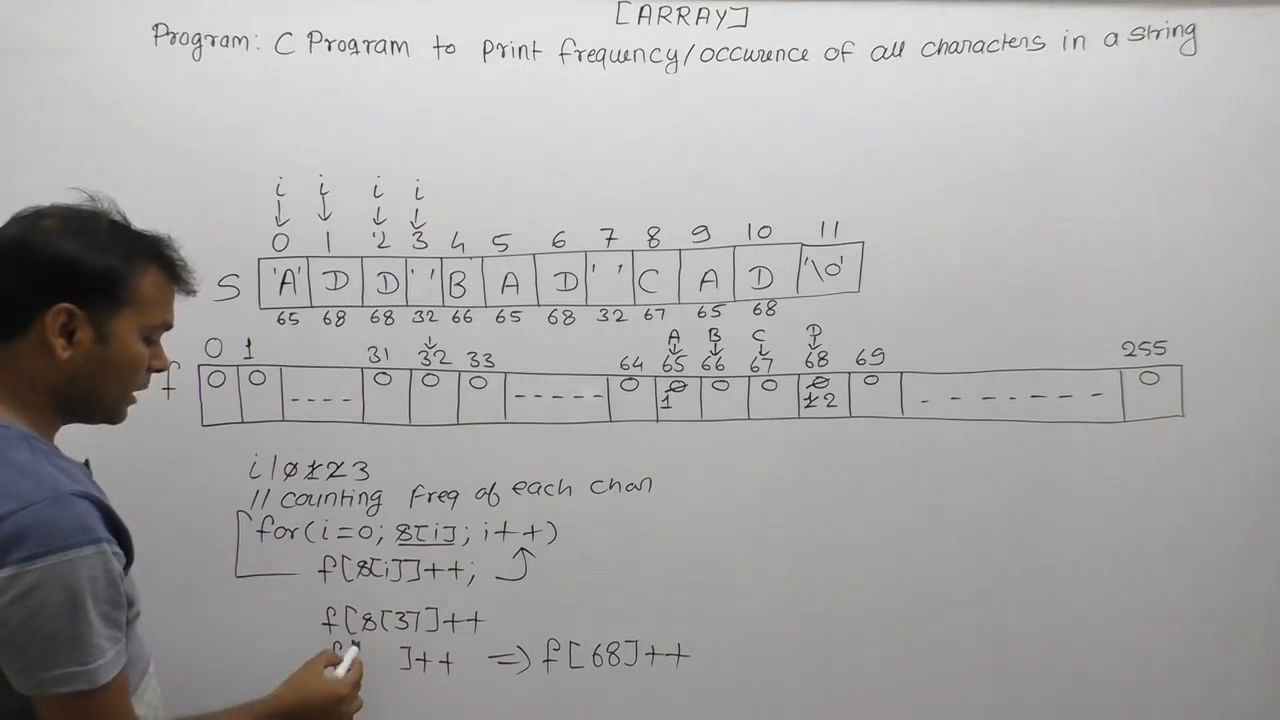 [ARRAY]
Program: C Program to print frequency/occurence of all characters in a string
i i i i
0 1 2 3 4 5 6 7 8 9 10 11
S 'A' D D ' ' B A D ' ' C A D '\0'
65 68 68 32 66 65 68 32 67 65 68
A B C D
0 1 31 32 33 64 65 66 67 68 69 255
f 0 0 ---- 0 0 0 ----- 0 0 0 0 0 0 ------- 0
1 1 2
i | 0 1 2 3
// counting freq of each char
for(i=0; s[i]; i++)
f[s[i]]++;
f[s[3]]++
]++ => f[68]++